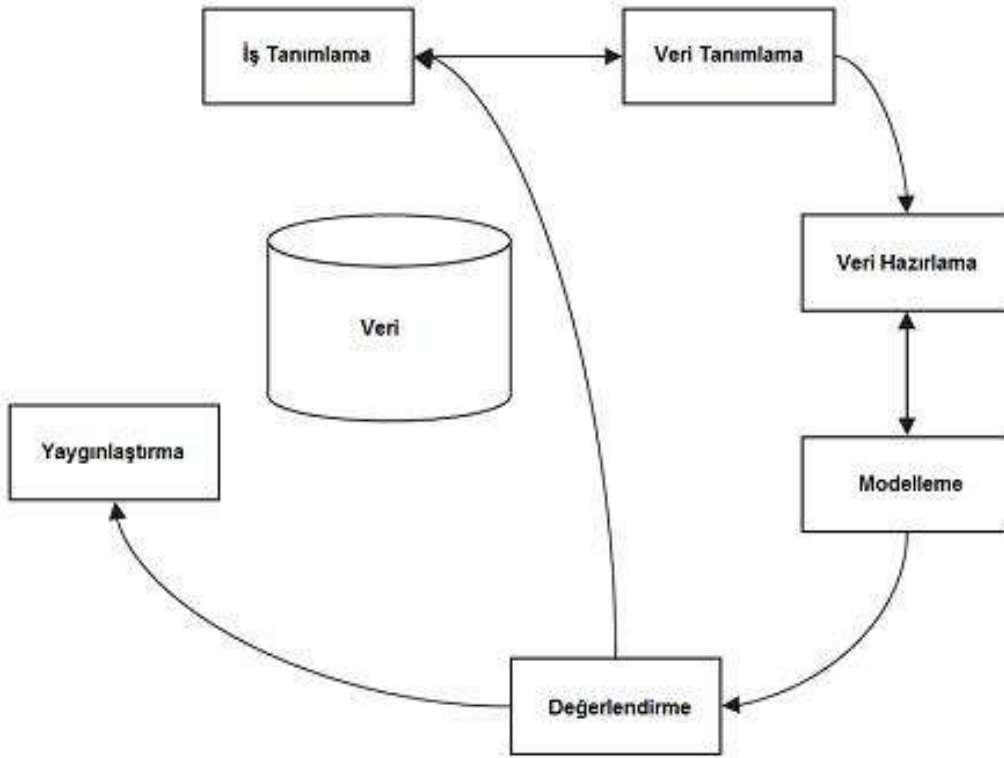 İş Tanımlama
Veri Tanımlama
Veri Hazırlama
Veri
Yaygınlaştırma
Modelleme
Değerlendirme